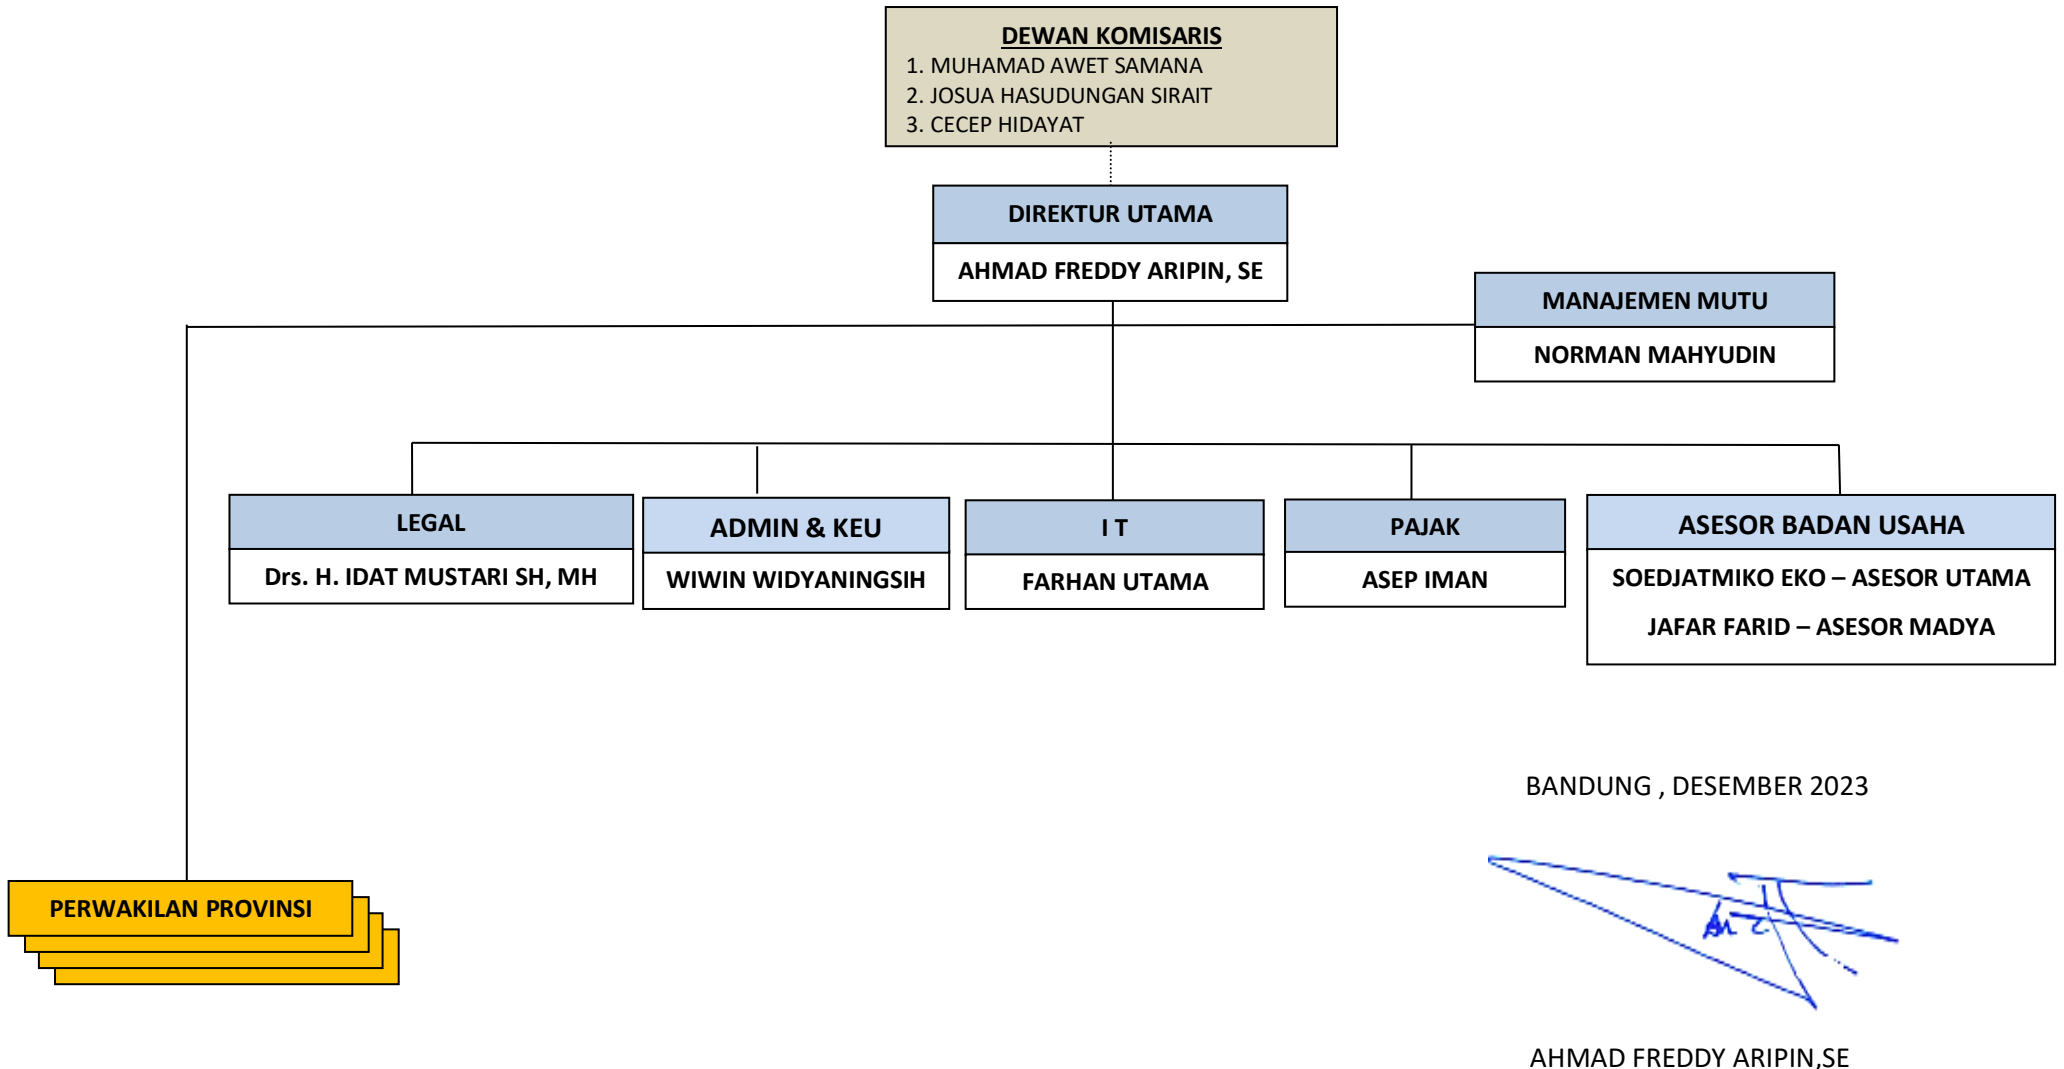 DEWAN KOMISARIS
1. MUHAMAD AWET SAMANA
2. JOSUA HASUDUNGAN SIRAIT
3. CECEP HIDAYAT
DIREKTUR UTAMA
AHMAD FREDDY ARIPIN, SE
MANAJEMEN MUTU
NORMAN MAHYUDIN
LEGAL
Drs. H. IDAT MUSTARI SH, MH
ADMIN & KEU
WIWIN WIDYANINGSIH
I T
FARHAN UTAMA
PAJAK
ASEP IMAN
ASESOR BADAN USAHA
SOEDJATMIKO EKO – ASESOR UTAMA
JAFAR FARID – ASESOR MADYA
BANDUNG , DESEMBER 2023
PERWAKILAN PROVINSI
AHMAD FREDDY ARIPIN,SE